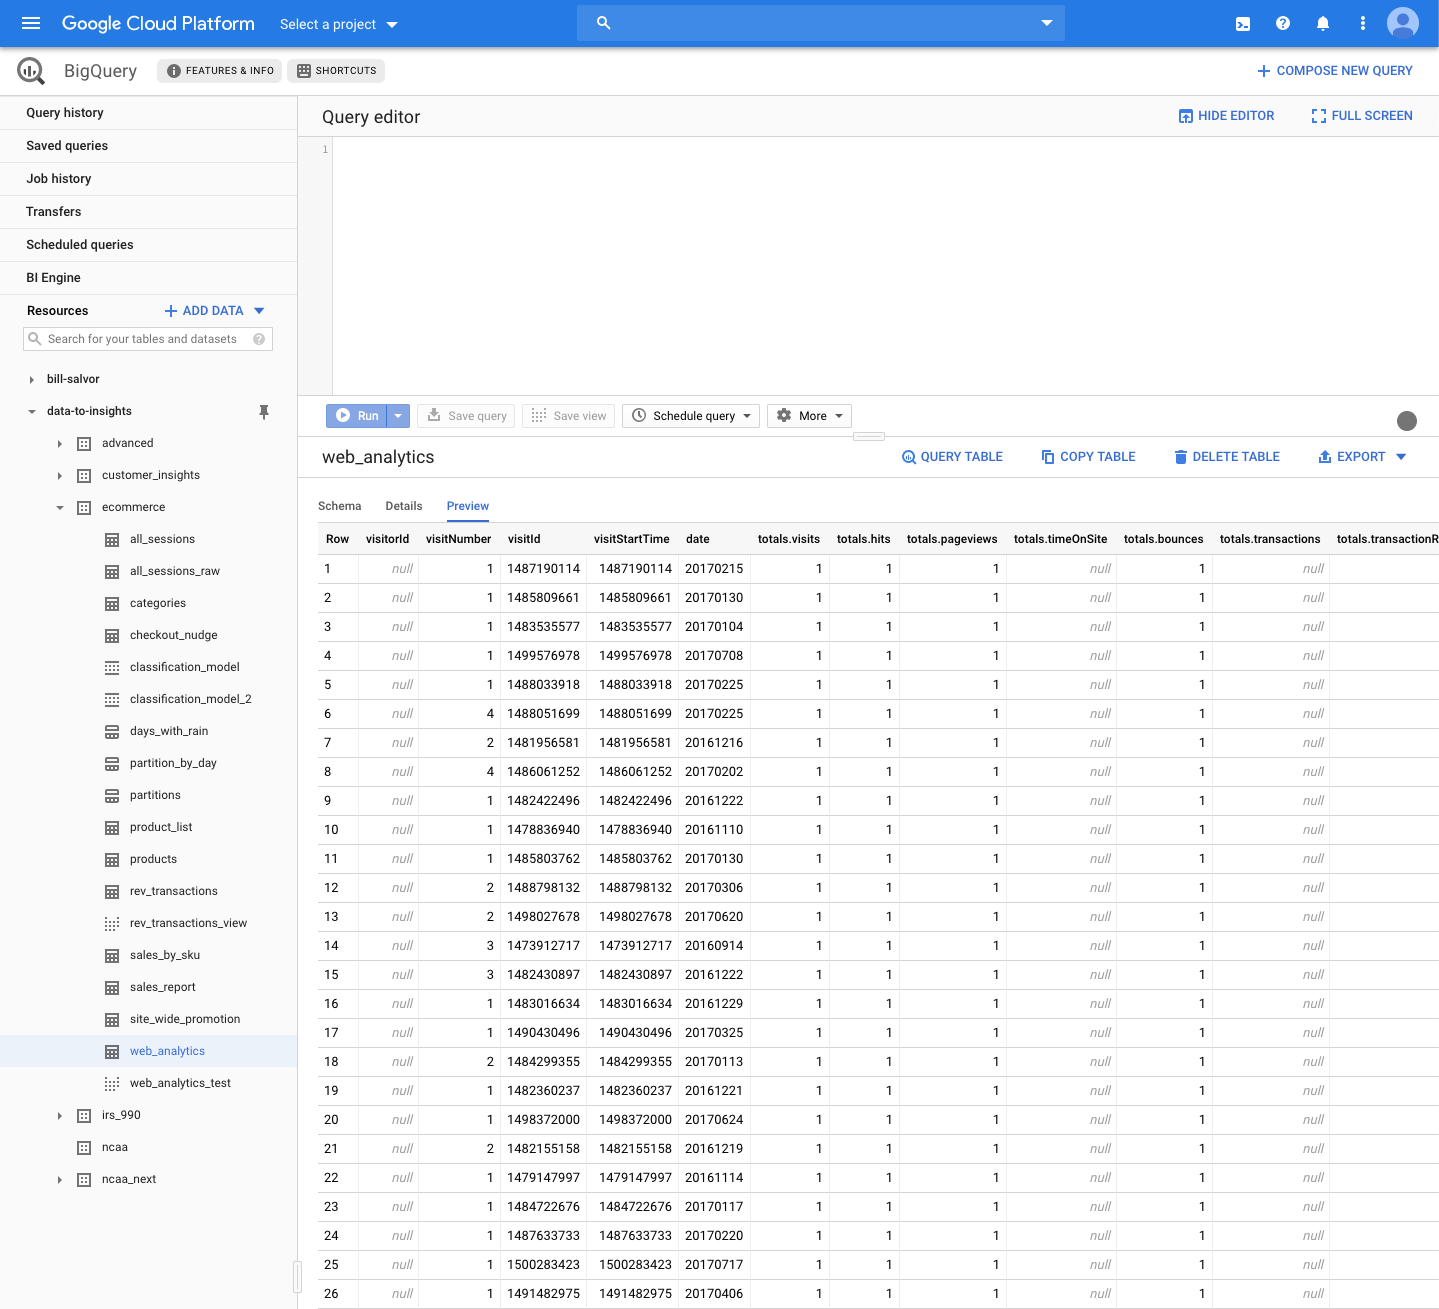 Google Cloud Platform Select a project
BigQuery FEATURES & INFO SHORTCUTS COMPOSE NEW QUERY
Query history
Saved queries
Job history
Transfers
Scheduled queries
BI Engine
Resources ADD DATA
Search for your tables and datasets
bill-salvor
data-to-insights
advanced
customer_insights
ecommerce
all_sessions
all_sessions_raw
categories
checkout_nudge
classification_model
classification_model_2
days_with_rain
partition_by_day
partitions
product_list
products
rev_transactions
rev_transactions_view
sales_by_sku
sales_report
site_wide_promotion
web_analytics
web_analytics_test
irs_990
ncaa
ncaa_next
Query editor HIDE EDITOR FULL SCREEN
1
Run Save query Save view Schedule query More
web_analytics QUERY TABLE COPY TABLE DELETE TABLE EXPORT
Schema Details Preview
Row visitorId visitNumber visitId visitStartTime date totals.visits totals.hits totals.pageviews totals.timeOnSite totals.bounces totals.transactions totals.transactionR
1 null 1 1487190114 1487190114 20170215 1 1 1 null 1 null
2 null 1 1485809661 1485809661 20170130 1 1 1 null 1 null
3 null 1 1483535577 1483535577 20170104 1 1 1 null 1 null
4 null 1 1499576978 1499576978 20170708 1 1 1 null 1 null
5 null 1 1488033918 1488033918 20170225 1 1 1 null 1 null
6 null 4 1488051699 1488051699 20170225 1 1 1 null 1 null
7 null 2 1481956581 1481956581 20161216 1 1 1 null 1 null
8 null 4 1486061252 1486061252 20170202 1 1 1 null 1 null
9 null 1 1482422496 1482422496 20161222 1 1 1 null 1 null
10 null 1 1478836940 1478836940 20161110 1 1 1 null 1 null
11 null 1 1485803762 1485803762 20170130 1 1 1 null 1 null
12 null 2 1488798132 1488798132 20170306 1 1 1 null 1 null
13 null 2 1498027678 1498027678 20170620 1 1 1 null 1 null
14 null 3 1473912717 1473912717 20160914 1 1 1 null 1 null
15 null 3 1482430897 1482430897 20161222 1 1 1 null 1 null
16 null 1 1483016634 1483016634 20161229 1 1 1 null 1 null
17 null 1 1490430496 1490430496 20170325 1 1 1 null 1 null
18 null 2 1484299355 1484299355 20170113 1 1 1 null 1 null
19 null 1 1482360237 1482360237 20161221 1 1 1 null 1 null
20 null 1 1498372000 1498372000 20170624 1 1 1 null 1 null
21 null 2 1482155158 1482155158 20161219 1 1 1 null 1 null
22 null 1 1479147997 1479147997 20161114 1 1 1 null 1 null
23 null 1 1484722676 1484722676 20170117 1 1 1 null 1 null
24 null 1 1487633733 1487633733 20170220 1 1 1 null 1 null
25 null 1 1500283423 1500283423 20170717 1 1 1 null 1 null
26 null 1 1491482975 1491482975 20170406 1 1 1 null 1 null